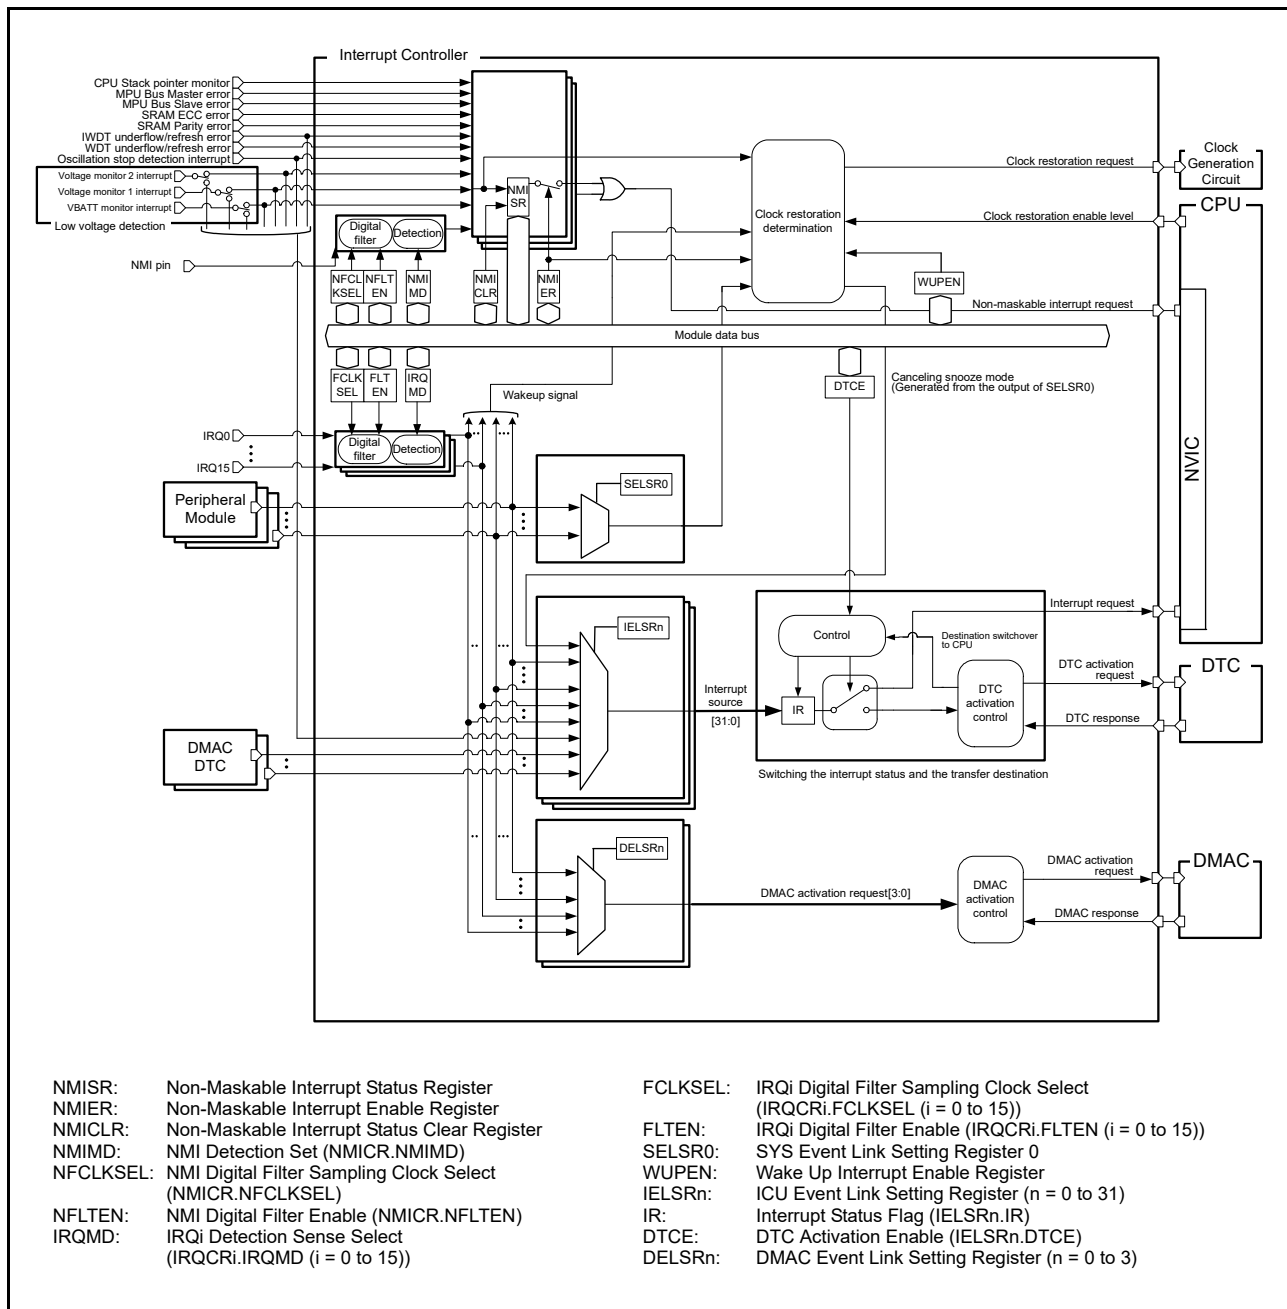 Interrupt Controller
CPU Stack pointer monitor
MPU Bus Master error
MPU Bus Slave error
SRAM ECC error
SRAM Parity error
IWDT underflow/refresh error
WDT underflow/refresh error
Oscillation stop detection interrupt
Voltage monitor 2 interrupt
Voltage monitor 1 interrupt
VBATT monitor interrupt
Low voltage detection
NMI pin
Digital
filter
Detection
NMI
SR
NFCL
KSEL
NFLT
EN
NMI
MD
NMI
CLR
NMI
ER
Clock restoration
determination
WUPEN
Clock restoration request
Clock restoration enable level
Non-maskable interrupt request
Clock
Generation
Circuit
CPU
NVIC
Module data bus
FCLK
SEL
FLT
EN
IRQ
MD
Wakeup signal
DTCE
Canceling snooze mode
(Generated from the output of SELSR0)
IRQ0
IRQ15
Digital
filter
Detection
Peripheral
Module
SELSR0
IELSRn
Interrupt
source
[31:0]
Control
IR
Destination switchover
to CPU
DTC
activation
control
Interrupt request
DTC activation
request
DTC response
DTC
Switching the interrupt status and the transfer destination
DMAC
DTC
DELSRn
DMAC activation request[3:0]
DMAC
activation
control
DMAC activation
request
DMAC response
DMAC
NMISR: Non-Maskable Interrupt Status Register
NMIER: Non-Maskable Interrupt Enable Register
NMICLR: Non-Maskable Interrupt Status Clear Register
NMIMD: NMI Detection Set (NMICR.NMIMD)
NFCLKSEL: NMI Digital Filter Sampling Clock Select
(NMICR.NFCLKSEL)
NFLTEN: NMI Digital Filter Enable (NMICR.NFLTEN)
IRQMD: IRQi Detection Sense Select
(IRQCRi.IRQMD (i = 0 to 15))
FCLKSEL: IRQi Digital Filter Sampling Clock Select
(IRQCRi.FCLKSEL (i = 0 to 15))
FLTEN: IRQi Digital Filter Enable (IRQCRi.FLTEN (i = 0 to 15))
SELSR0: SYS Event Link Setting Register 0
WUPEN: Wake Up Interrupt Enable Register
IELSRn: ICU Event Link Setting Register (n = 0 to 31)
IR: Interrupt Status Flag (IELSRn.IR)
DTCE: DTC Activation Enable (IELSRn.DTCE)
DELSRn: DMAC Event Link Setting Register (n = 0 to 3)